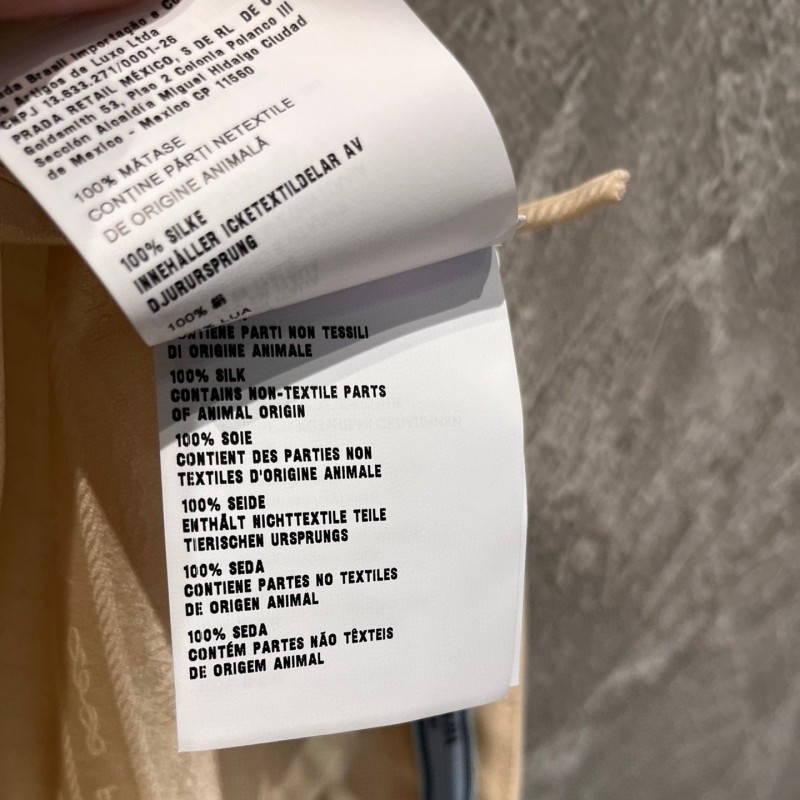 da Brasil Importação e Co
Artigos de Luxo Ltda
CNPJ 13.633.271/0001-26
PRADA RETAIL MÉXICO, S DE RL DE
Goldsmith 53, Piso 2 Colonia Polanco III
Sección Alcaldía Miguel Hidalgo Ciudad
de Mexico - Mexico CP 11560
100% MĂTASE
CONȚINE PĂRȚI NETEXTILE
DE ORIGINE ANIMALĂ
100% SILKE
INNEHÅLLER ICKETEXTILDELAR AV
DJURURSPRUNG
100%
CONTIENE PARTI NON TESSILI
DI ORIGINE ANIMALE
100% SILK
CONTAINS NON-TEXTILE PARTS
OF ANIMAL ORIGIN
100% SOIE
CONTIENT DES PARTIES NON
TEXTILES D'ORIGINE ANIMALE
100% SEIDE
ENTHÄLT NICHTTEXTILE TEILE
TIERISCHEN URSPRUNGS
100% SEDA
CONTIENE PARTES NO TEXTILES
DE ORIGEN ANIMAL
100% SEDA
CONTÉM PARTES NÃO TÊXTEIS
DE ORIGEM ANIMAL